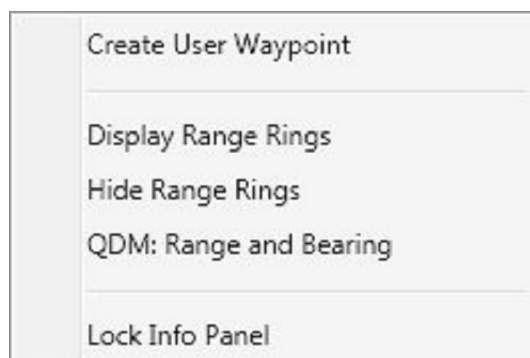 Create User Waypoint
Display Range Rings
Hide Range Rings
QDM: Range and Bearing
Lock Info Panel